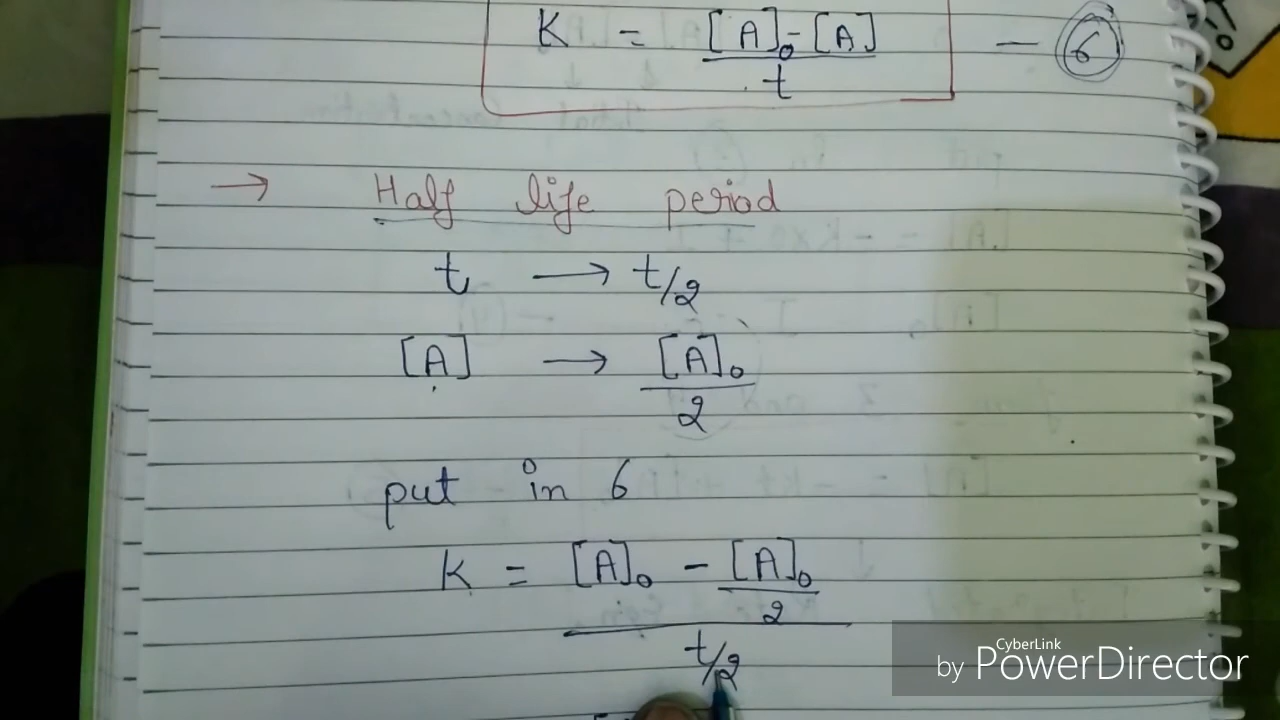 K = [A]₀ - [A] / t — 6
→ Half life period
t → t/2
[A] → [A]₀ / 2
put in 6
K = [A]₀ - [A]₀/2 / t/2
CyberLink
by PowerDirector